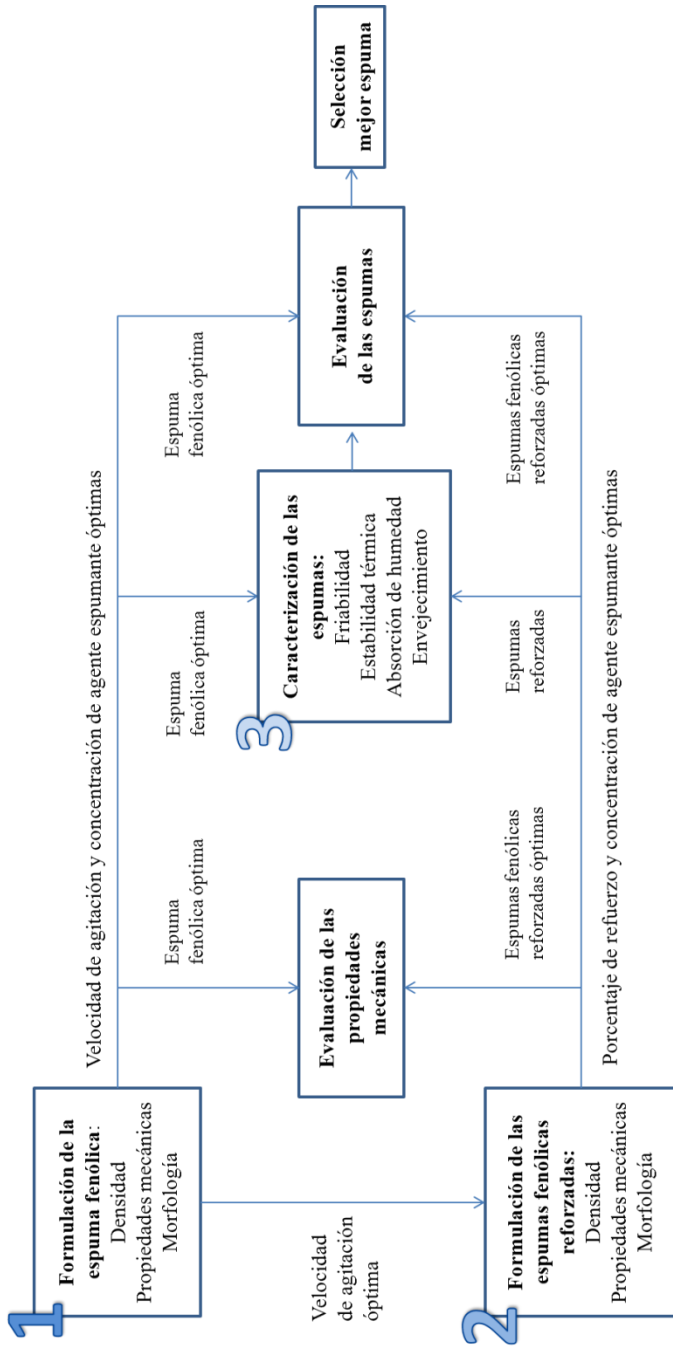 1
Formulación de la
espuma fenólica:
Densidad
Propiedades mecánicas
Morfología
Velocidad de agitación y concentración de agente espumante óptimas
Velocidad
de agitación
óptima
2
Formulación de las
espumas fenólicas
reforzadas:
Densidad
Propiedades mecánicas
Morfología
Porcentaje de refuerzo y concentración de agente espumante óptimas
Espuma
fenólica óptima
Evaluación de las
propiedades
mecánicas
Espumas fenólicas
reforzadas óptimas
Espuma
fenólica óptima
3
Caracterización de las
espumas:
Friabilidad
Estabilidad térmica
Absorción de humedad
Envejecimiento
Espumas
reforzadas
Espuma
fenólica óptima
Evaluación
de las espumas
Espumas fenólicas
reforzadas óptimas
Selección
mejor espuma